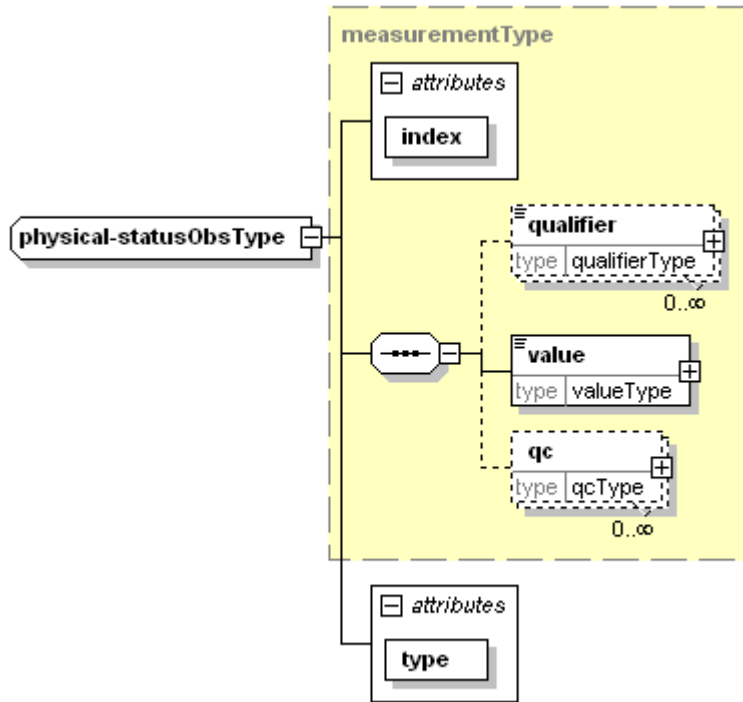 measurementType
attributes
index
physical-statusObsType
qualifier
type qualifierType
0..∞
value
type valueType
qc
type qcType
0..∞
attributes
type